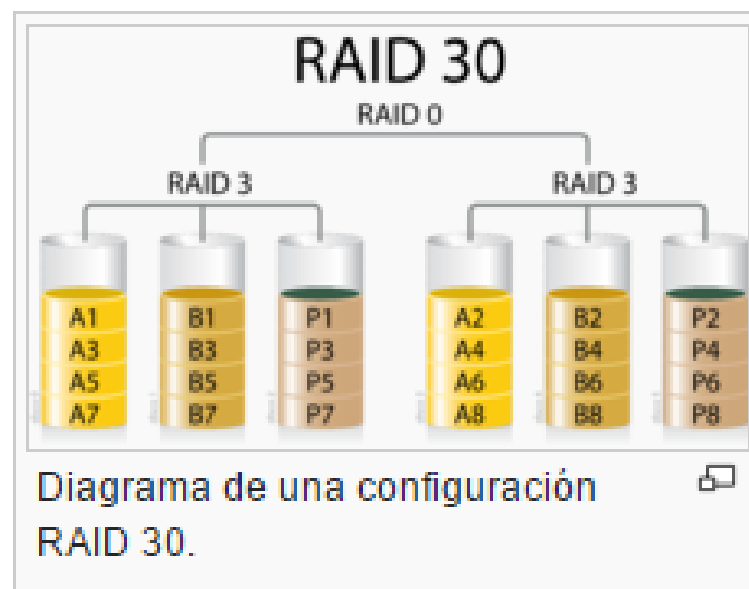 RAID 30
RAID 0
RAID 3 RAID 3
A1 B1 P1 A2 B2 P2
A3 B3 P3 A4 B4 P4
A5 B5 P5 A6 B6 P6
A7 B7 P7 A8 B8 P8
Diagrama de una configuración
RAID 30.